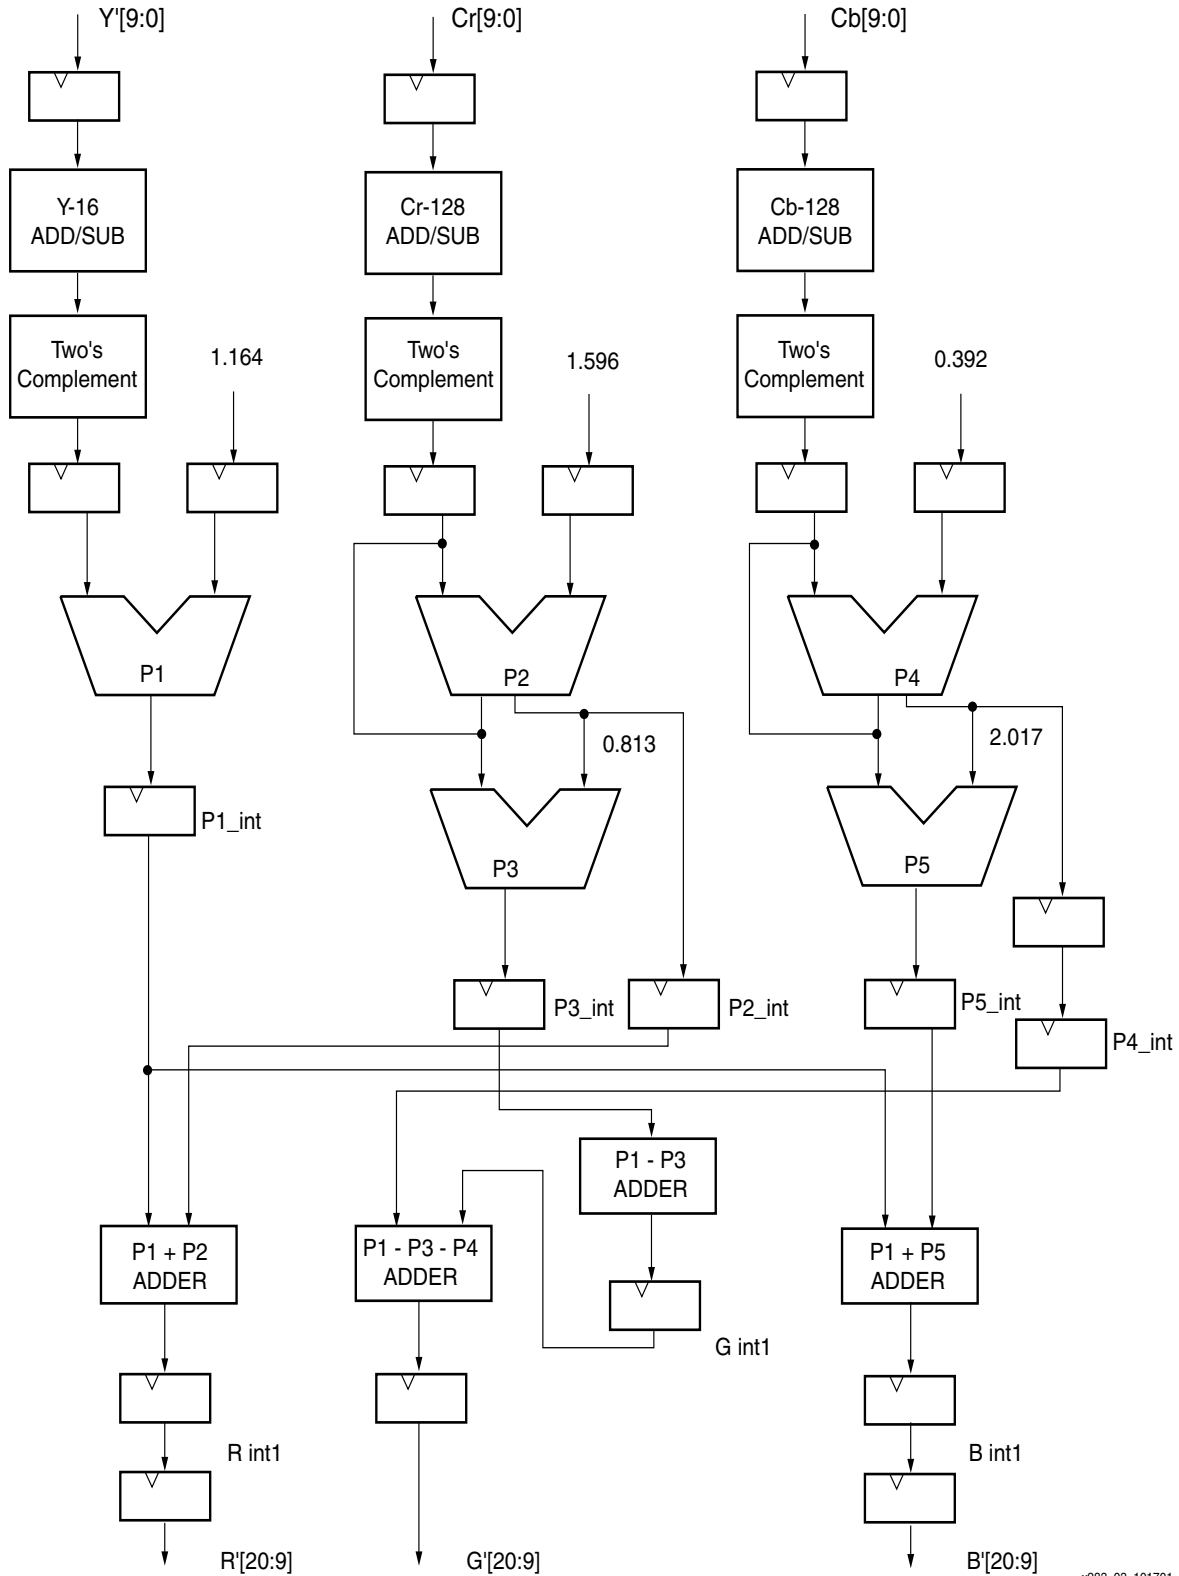 Y'[9:0]
Cr[9:0]
Cb[9:0]
Y-16
ADD/SUB
Cr-128
ADD/SUB
Cb-128
ADD/SUB
Two's
Complement
1.164
Two's
Complement
1.596
Two's
Complement
0.392
P1
P2
P4
0.813
2.017
P1_int
P3
P5
P3_int
P2_int
P5_int
P4_int
P1 - P3
ADDER
P1 + P2
ADDER
P1 - P3 - P4
ADDER
P1 + P5
ADDER
G int1
R int1
B int1
R'[20:9]
G'[20:9]
B'[20:9]